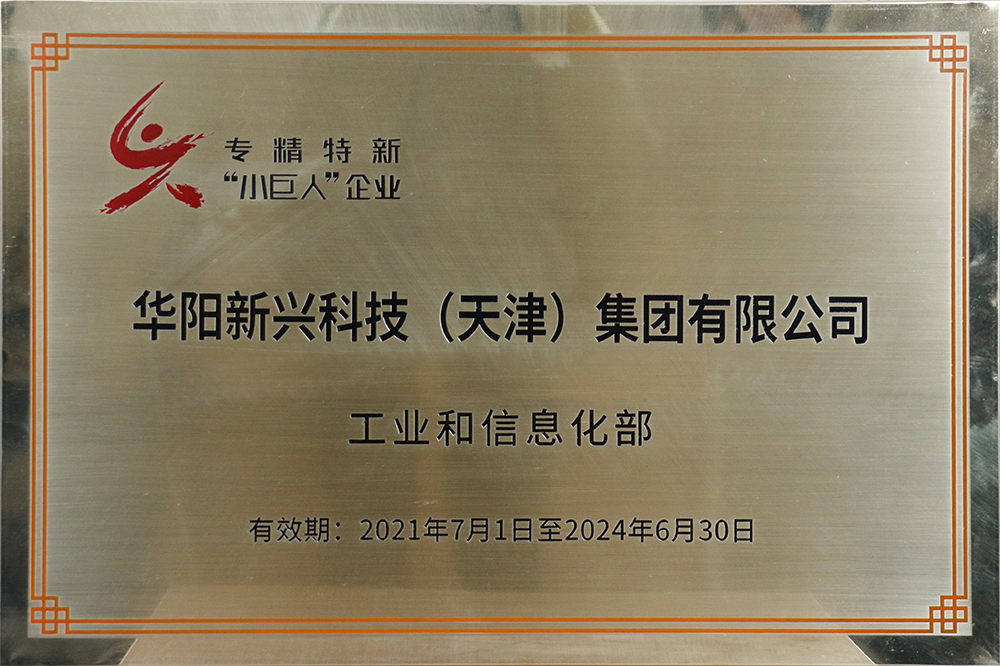 专精特新
“小巨人”企业
华阳新兴科技（天津）集团有限公司
工业和信息化部
有效期：2021年7月1日至2024年6月30日